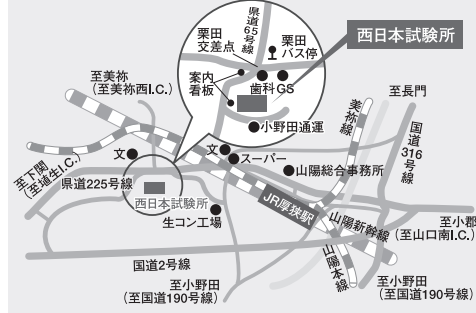 県道65号線
栗田
交差点
栗田
バス停
西日本試験所
案内
看板
歯科
GS
小野田通運
至美祢
(至美祢西I.C.)
至長門
美祢線
国道
316
号線
文
文
スーパー
山陽総合事務所
至下関
(至埴生I.C.)
県道225号線
西日本試験所
生コン工場
JR厚狭駅
山陽新幹線
至小郡
(至山口南I.C.)
国道2号線
山陽本線
至小野田
(至国道190号線)
至小野田
(至国道190号線)